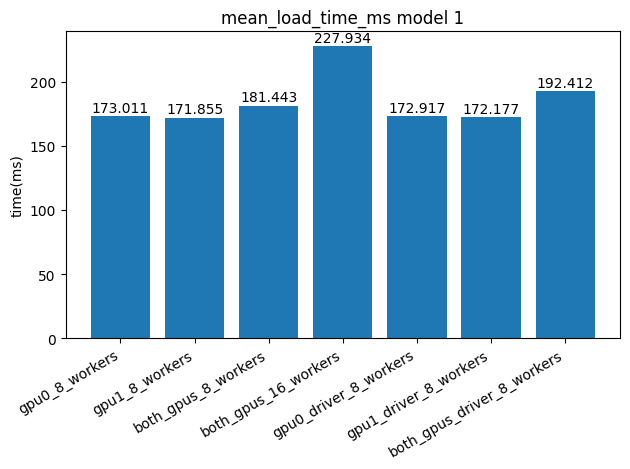 mean_load_time_ms model 1
time(ms)
200
150
100
50
0
173.011
171.855
181.443
227.934
172.917
172.177
192.412
gpu0_8_workers
gpu1_8_workers
both_gpus_8_workers
both_gpus_16_workers
gpu0_driver_8_workers
gpu1_driver_8_workers
both_gpus_driver_8_workers